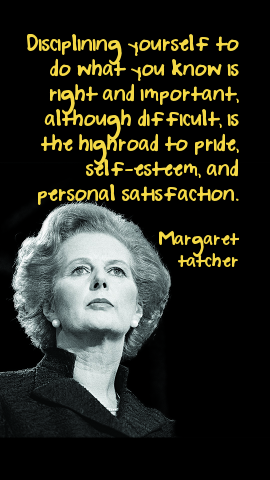 Disciplining yourself to
do what you know is
right and important,
although difficult, is
the highroad to pride,
self-esteem, and
personal satisfaction.
Margaret
tatcher